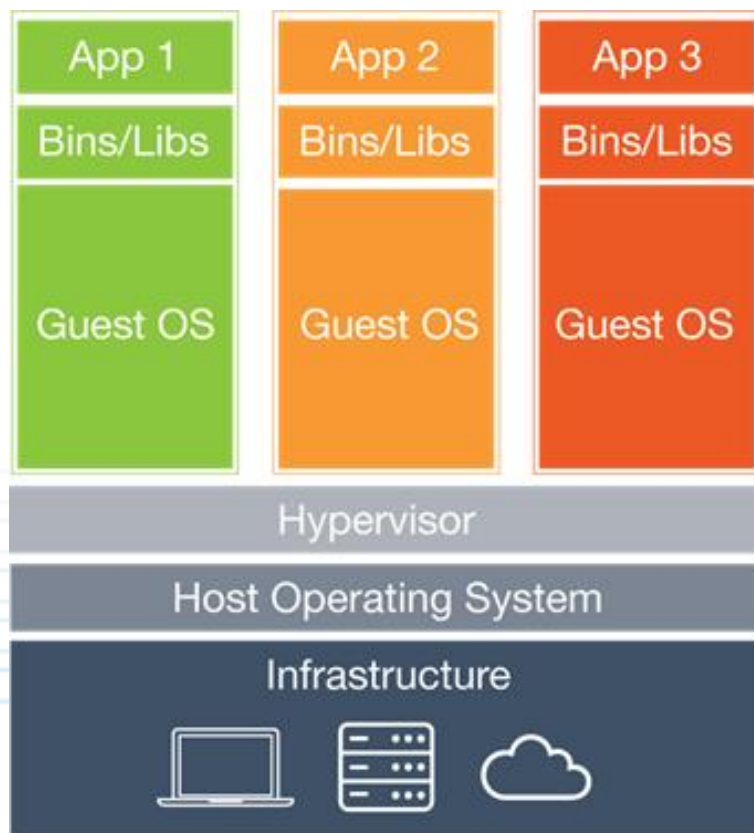 App 1
App 2
App 3
Bins/Libs
Bins/Libs
Bins/Libs
Guest OS
Guest OS
Guest OS
Hypervisor
Host Operating System
Infrastructure